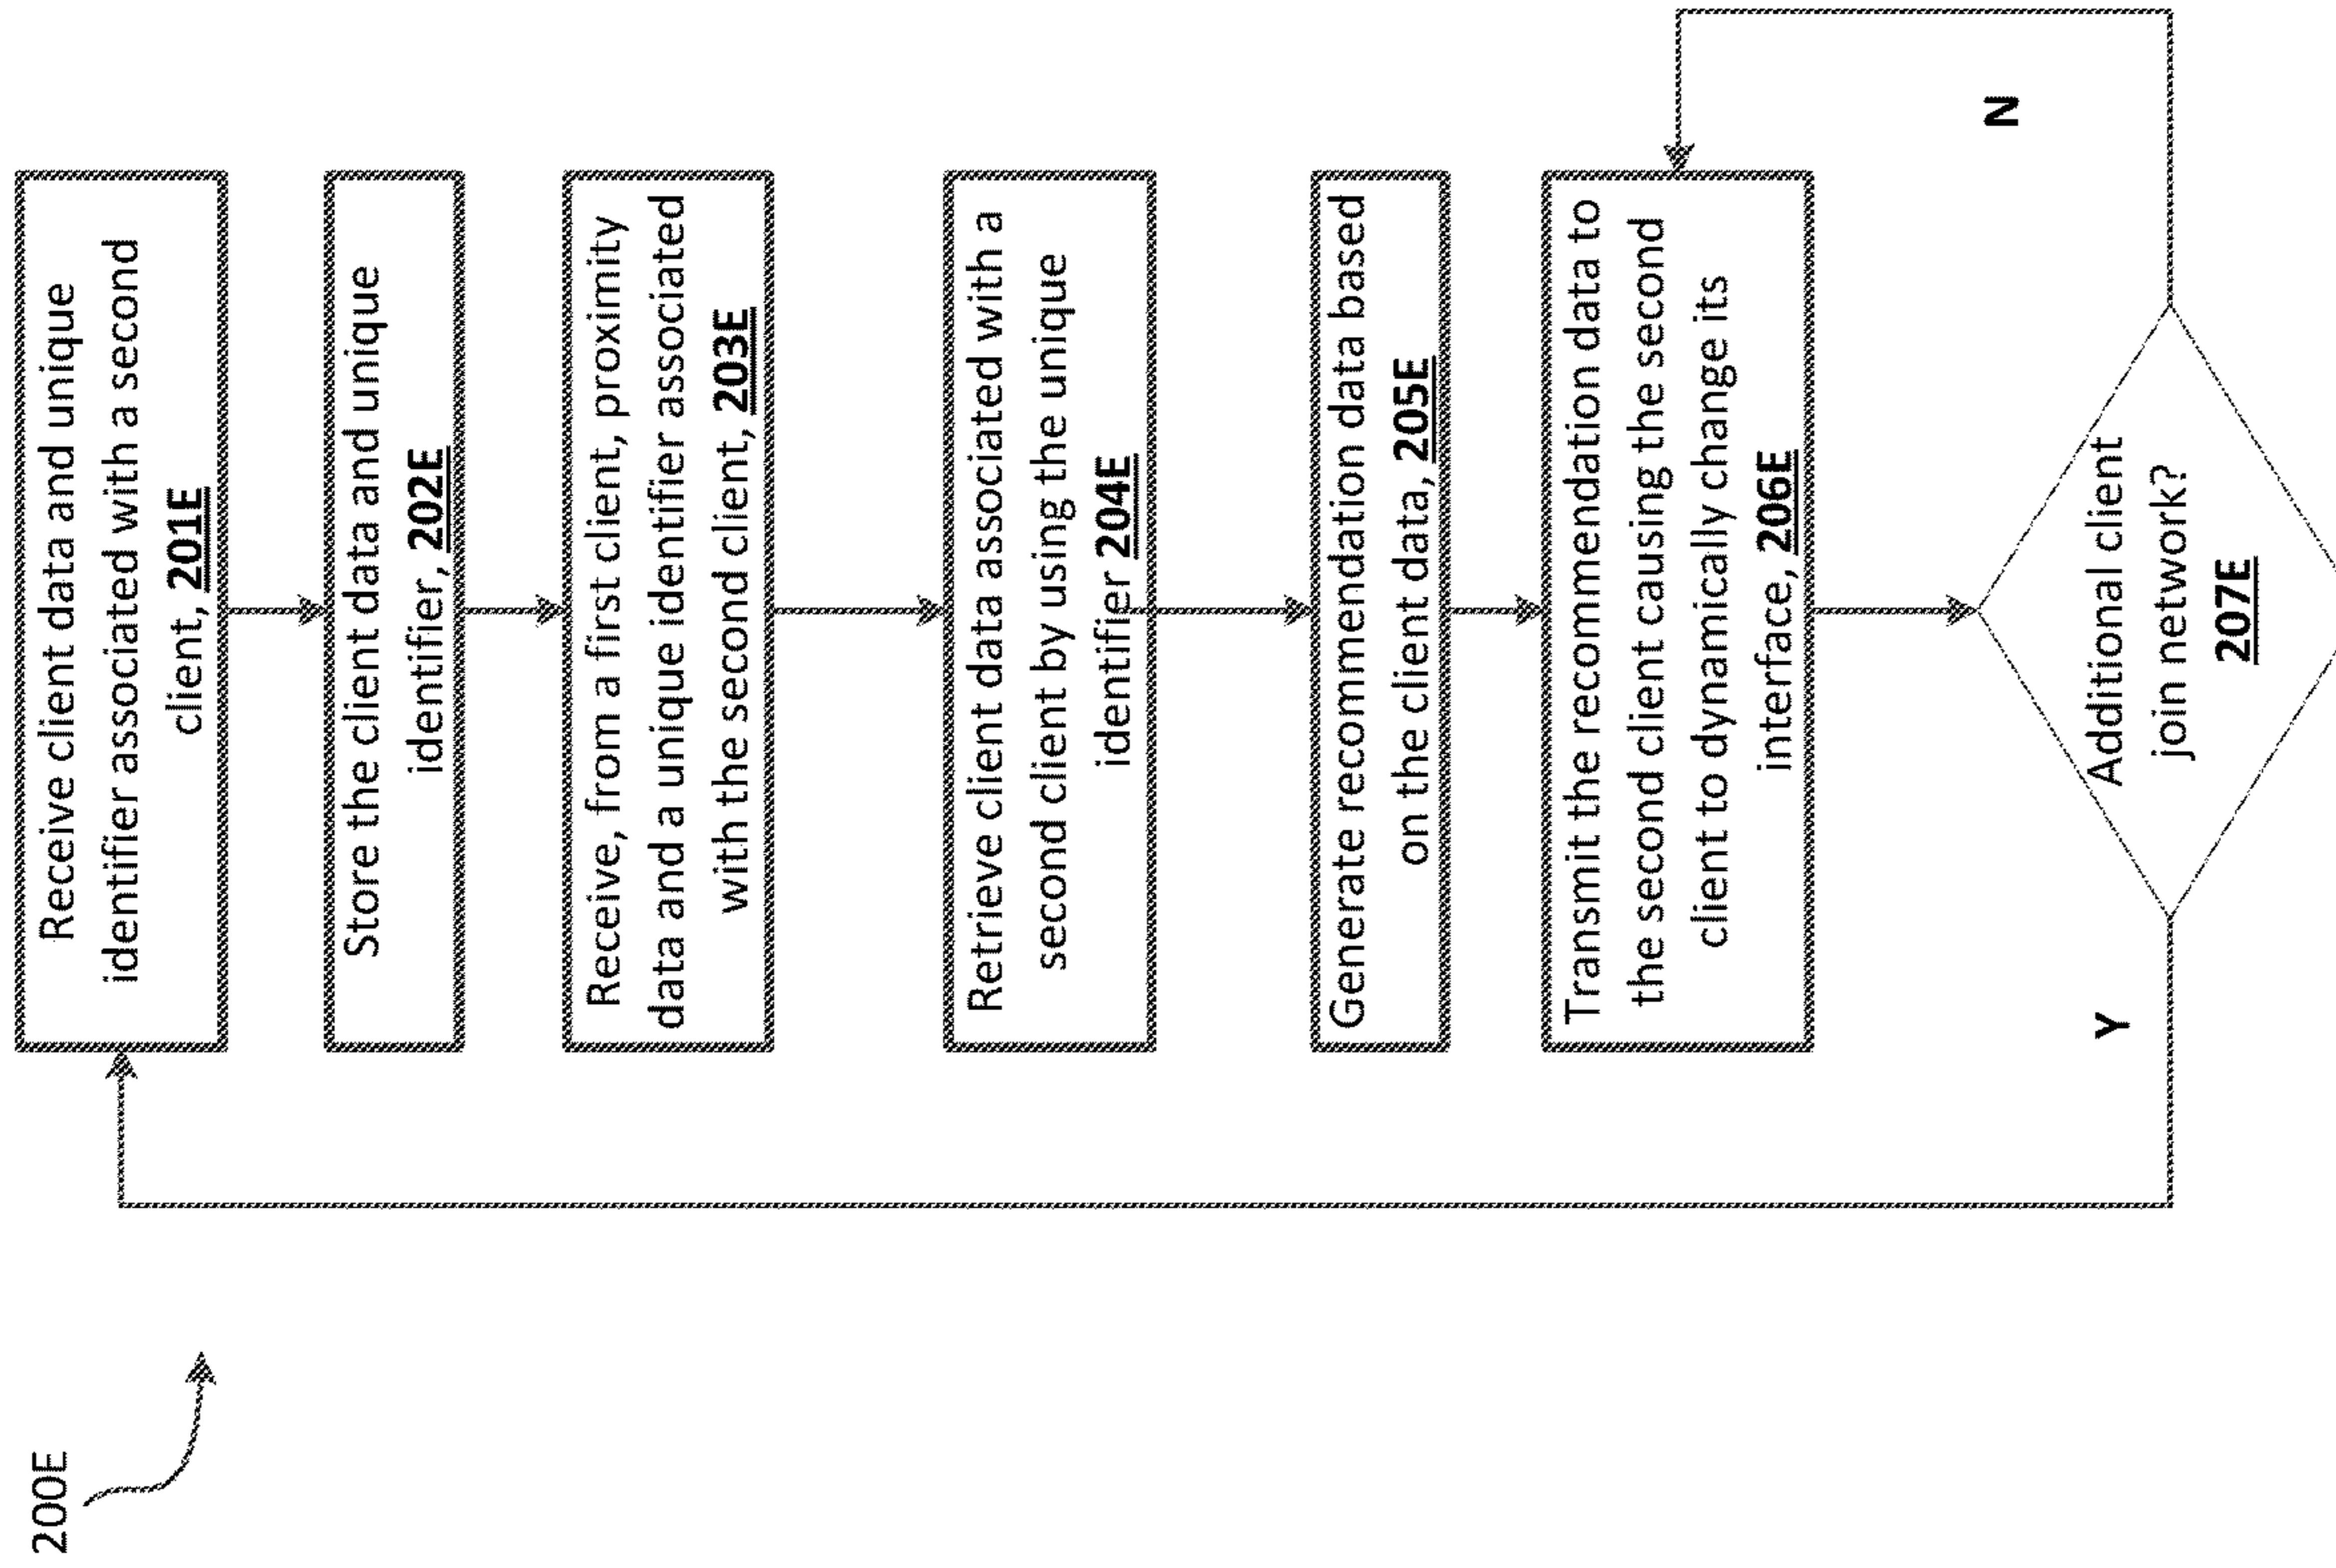 200E
Receive client data and unique
identifier associated with a second
client, 201E
Store the client data and unique
identifier, 202E
Receive, from a first client, proximity
data and a unique identifier associated
with the second client, 203E
Retrieve client data associated with a
second client by using the unique
identifier 204E
Generate recommendation data based
on the client data, 205E
Transmit the recommendation data to
the second client causing the second
client to dynamically change its
interface, 206E
Additional client
join network?
207E
Y
N